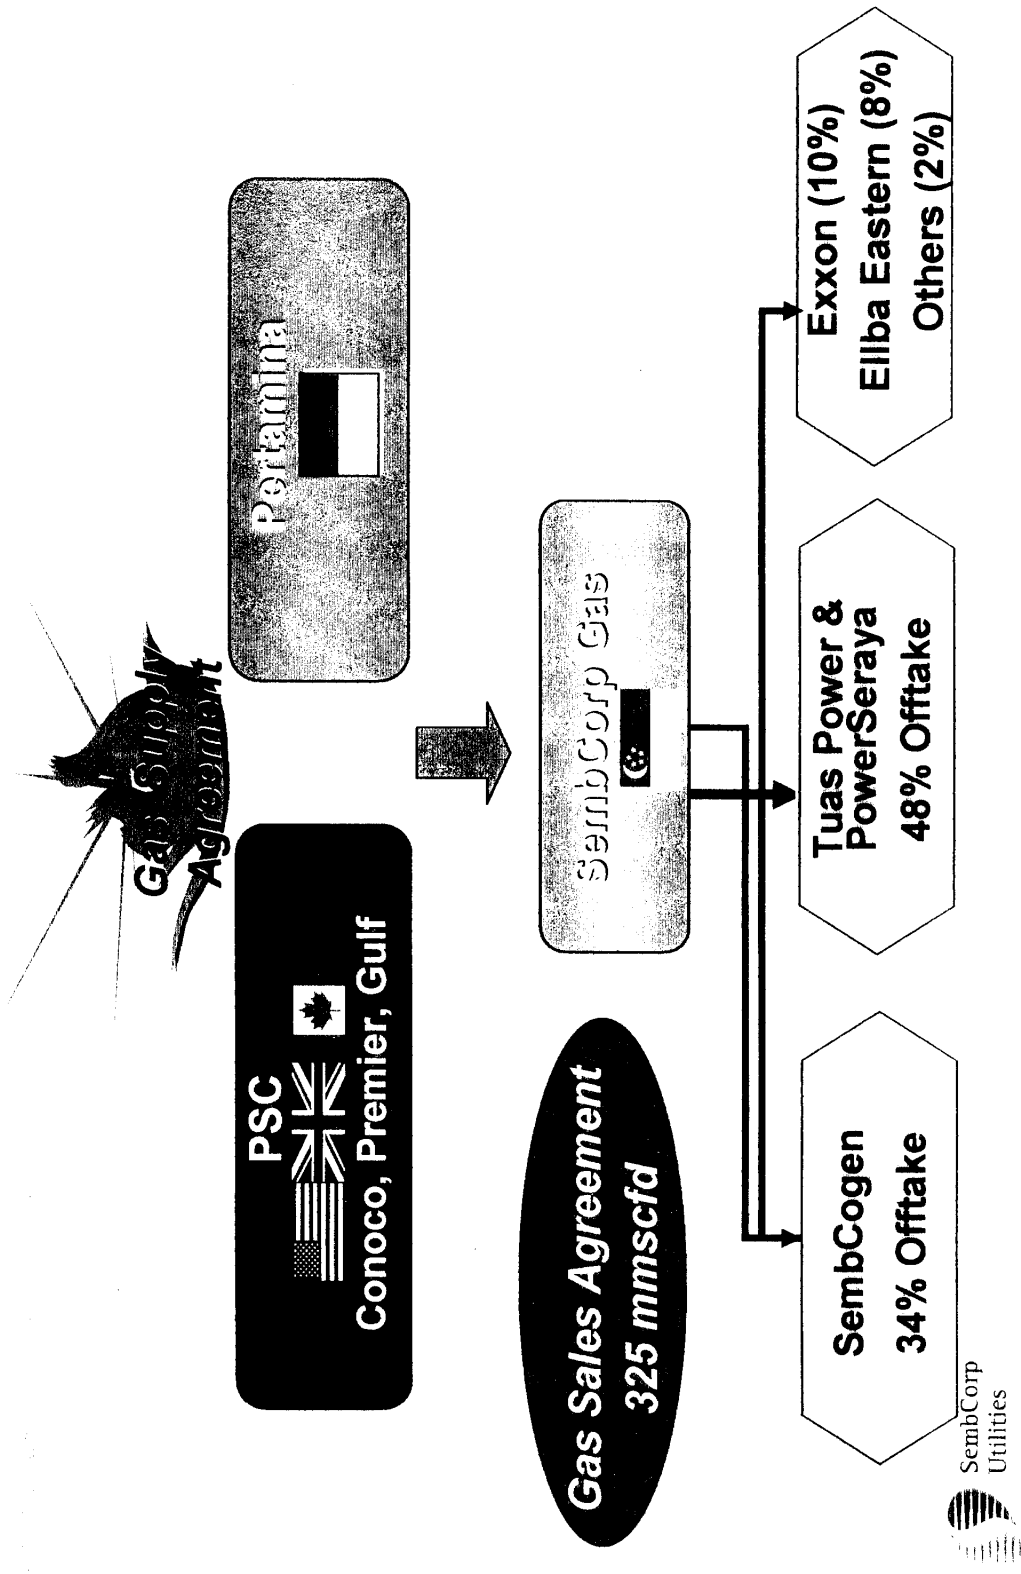 Gas Supply
Agreement
PSC
Conoco, Premier, Gulf
Pertamina
Gas Sales Agreement
325 mmscfd
SembCorp Gas
SembCogen
34% Offtake
Tuas Power &
PowerSeraya
48% Offtake
Exxon (10%)
Ellba Eastern (8%)
Others (2%)
SembCorp
Utilities